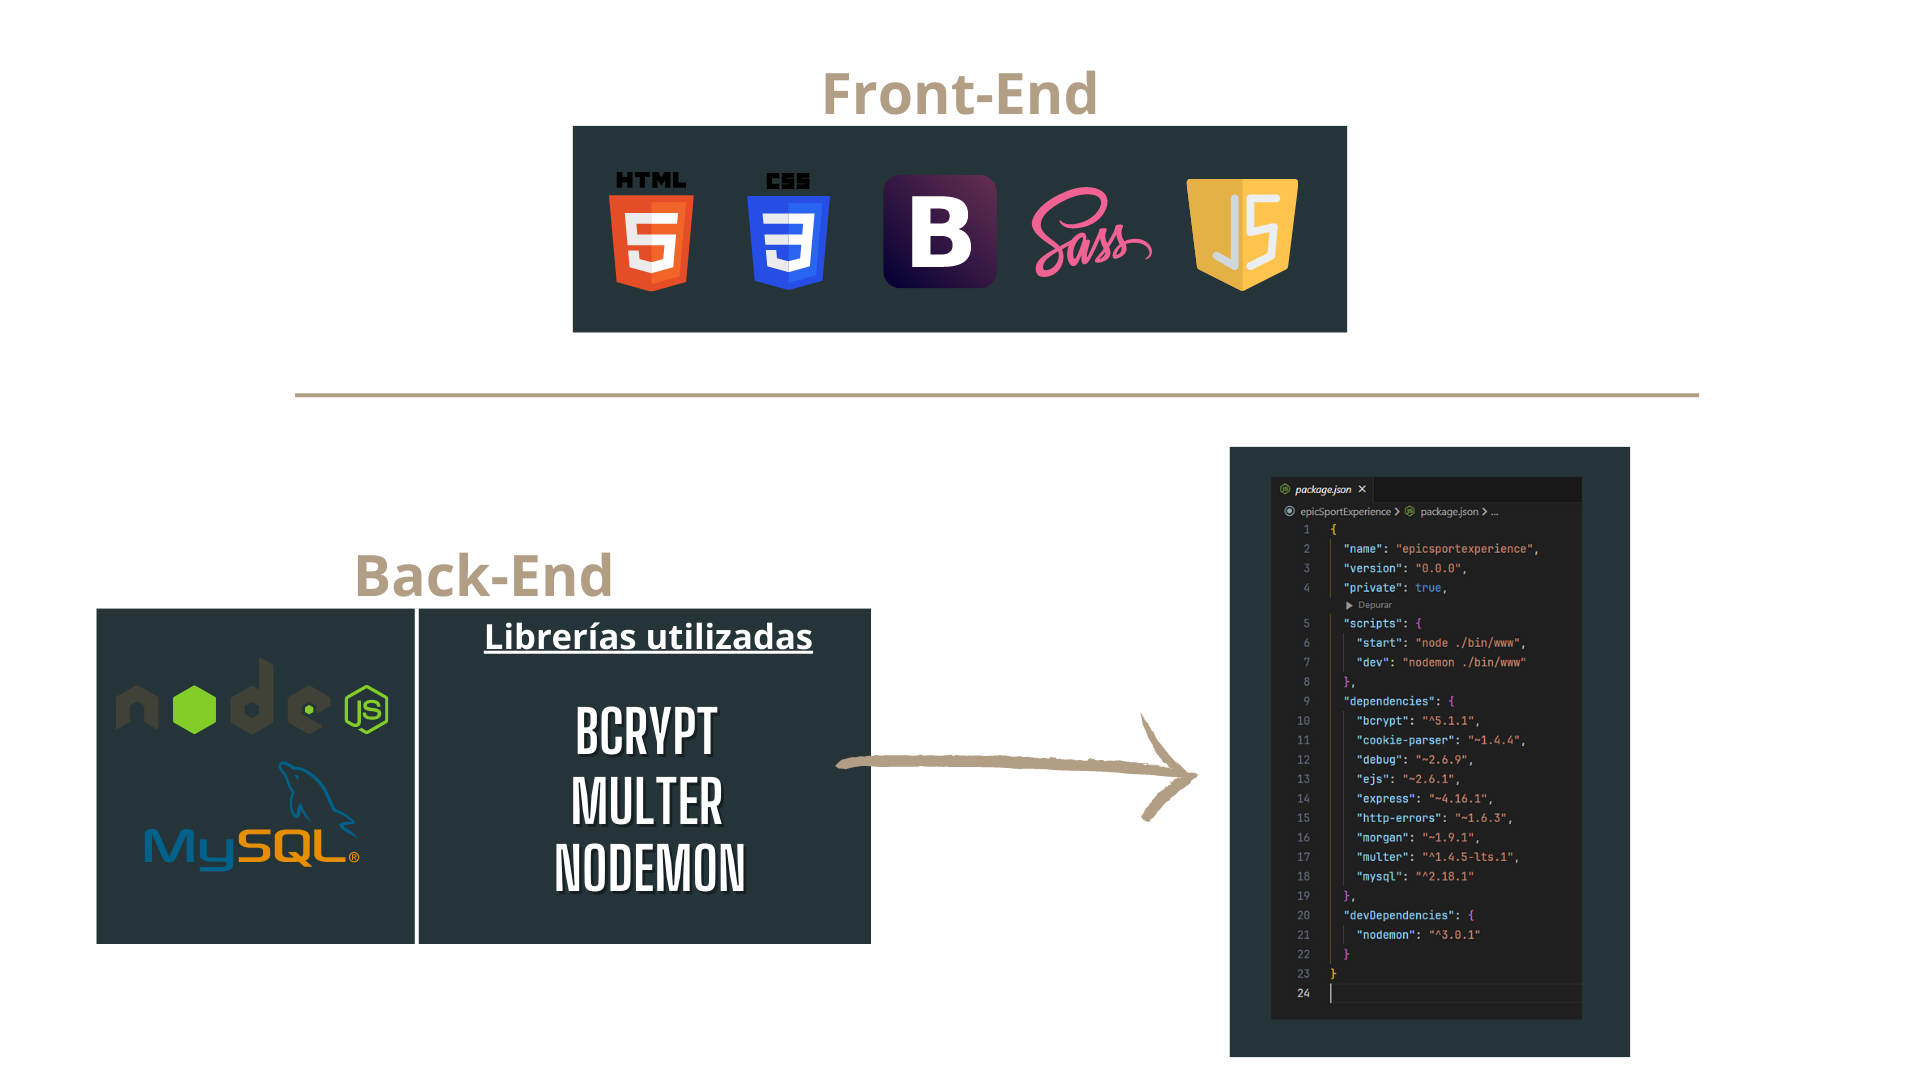 Front-End
HTML
CSS
5
3
B
Sass
JS
Back-End
node
JS
MySQL®
Librerías utilizadas
BCRYPT
MULTER
NODEMON
package.json ×
epicSportExperience > package.json > ...
1 {
2 "name": "epicsportexperience",
3 "version": "0.0.0",
4 "private": true,
Depurar
5 "scripts": {
6 "start": "node ./bin/www",
7 "dev": "nodemon ./bin/www"
8 },
9 "dependencies": {
10 "bcrypt": "^5.1.1",
11 "cookie-parser": "~1.4.4",
12 "debug": "~2.6.9",
13 "ejs": "~2.6.1",
14 "express": "~4.16.1",
15 "http-errors": "~1.6.3",
16 "morgan": "~1.9.1",
17 "multer": "^1.4.5-lts.1",
18 "mysql": "^2.18.1"
19 },
20 "devDependencies": {
21 "nodemon": "^3.0.1"
22 }
23 }
24